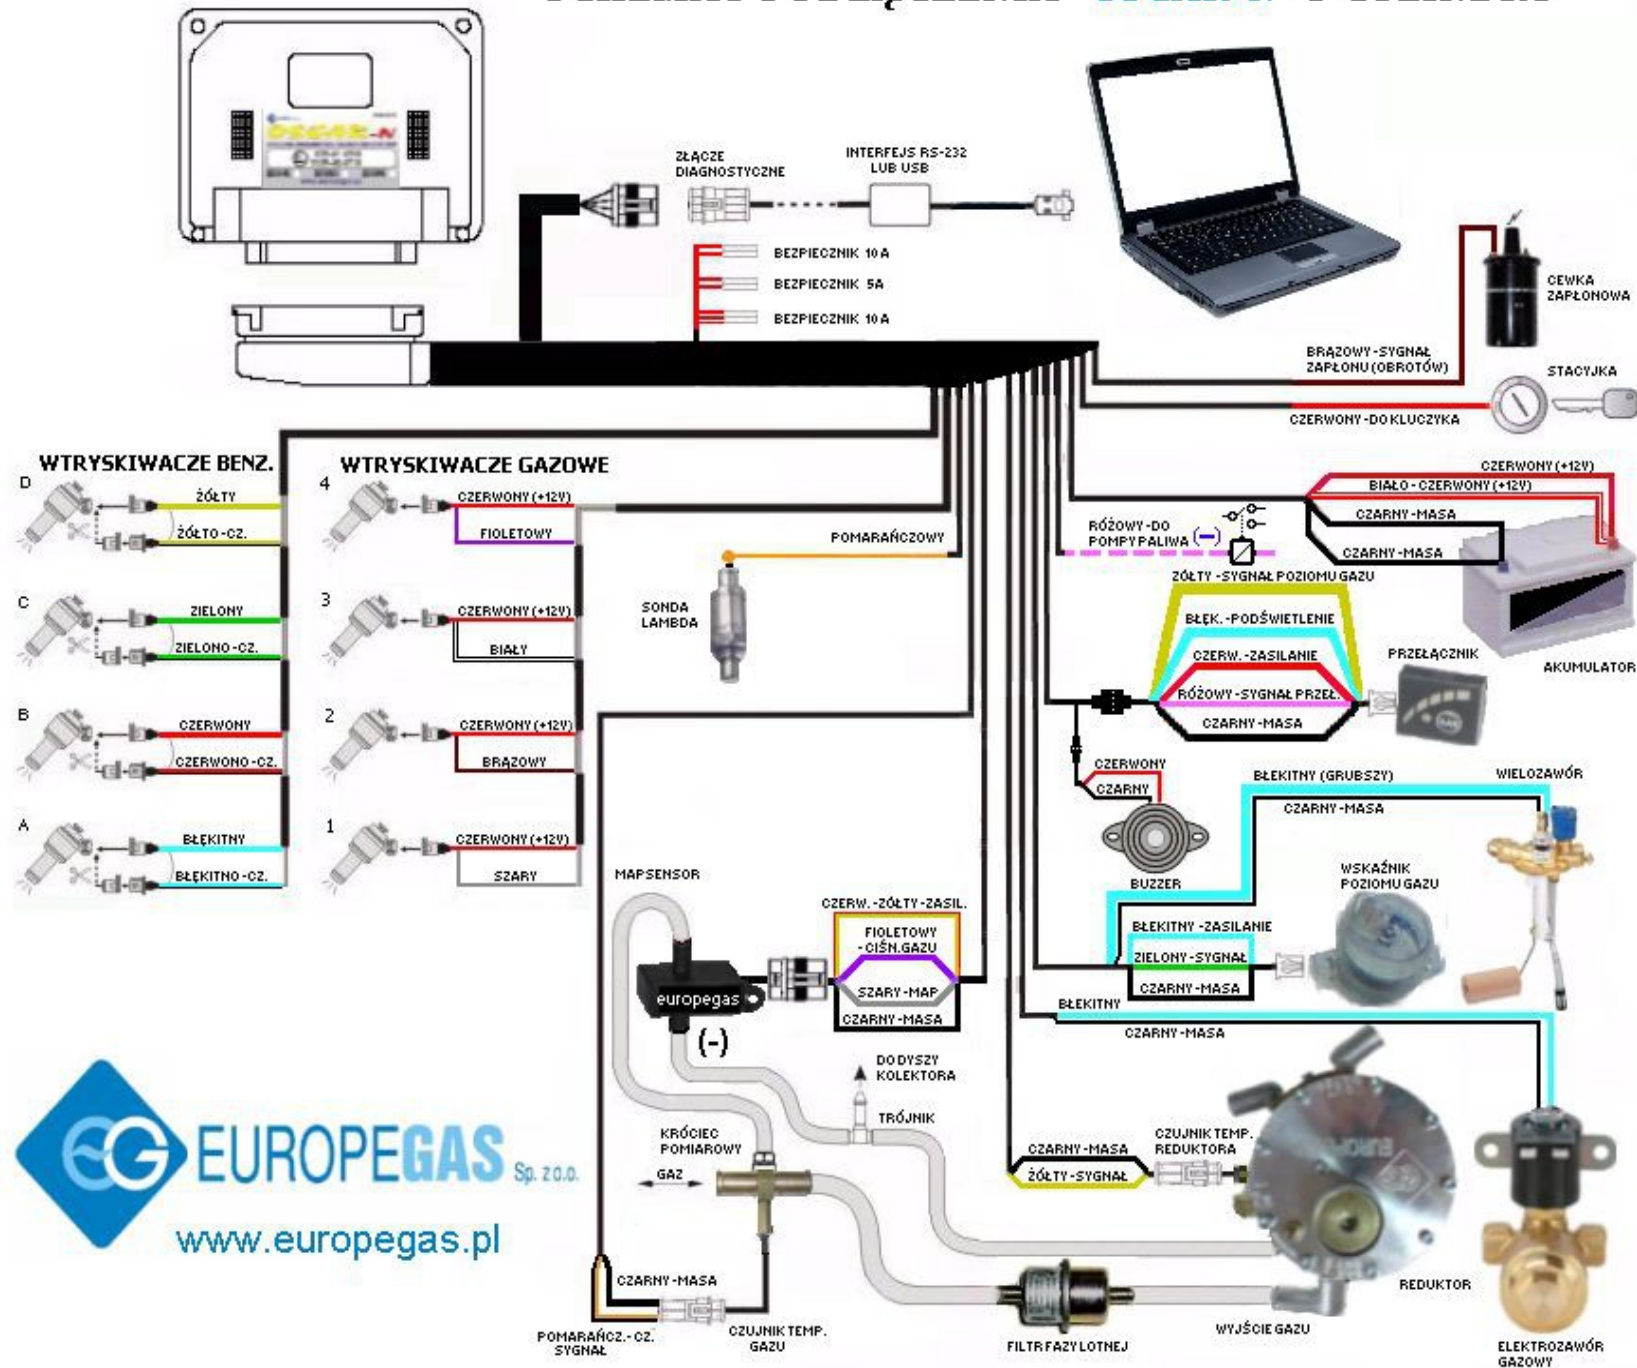 OSCAR-N
ZŁĄCZE
DIAGNOSTYCZNE
INTERFEJS RS-232
LUB USB
BEZPIECZNIK 10A
BEZPIECZNIK 5A
BEZPIECZNIK 10A
CEWKA
ZAPŁONOWA
BRĄZOWY-SYGNAŁ
ZAPŁONU(OBROTÓW)
STACYJKA
CZERWONY-DO KLUCZYKA
WTRYSKIWACZE BENZ.
D
ŻÓŁTY
ŻÓŁTO-CZ.
C
ZIELONY
ZIELONO-CZ.
B
CZERWONY
CZERWONO-CZ.
A
BŁĘKITNY
BŁĘKITNO-CZ.
WTRYSKIWACZE GAZOWE
4
CZERWONY(+12V)
FIOLETOWY
3
CZERWONY(+12V)
BIAŁY
2
CZERWONY(+12V)
BRĄZOWY
1
CZERWONY(+12V)
SZARY
POMARAŃCZOWY
SONDA
LAMBDA
CZERWONY(+12V)
BIAŁO-CZERWONY(+12V)
CZARNY-MASA
CZARNY-MASA
AKUMULATOR
RÓŻOWY-DO
POMPY PALIWA (-)
ŻÓŁTY-SYGNAŁ POZIOMU GAZU
BŁĘK.-PODŚWIETLENIE
CZERW.-ZASILANIE
RÓŻOWY-SYGNAŁ PRZEŁ.
CZARNY-MASA
PRZEŁĄCZNIK
CZERWONY
CZARNY
BUZZER
BŁEKITNY (GRUBSZY)
CZARNY-MASA
WIELOZAWÓR
WSKAŹNIK
POZIOMU GAZU
BŁEKITNY-ZASILANIE
ZIELONY-SYGNAŁ
CZARNY-MASA
BŁEKITNY
CZARNY-MASA
MAPSENSOR
europegas
(-)
CZERW.-ŻÓŁTY-ZASIL.
FIOLETOWY
-CIŚN.GAZU
SZARY-MAP
CZARNY-MASA
DO DYSZY
KOLEKTORA
TRÓJNIK
KRÓCIEC
POMIAROWY
GAZ
CZARNY-MASA
ŻÓŁTY-SYGNAŁ
CZUJNIK TEMP.
REDUKTORA
REDUKTOR
WYJŚCIE GAZU
FILTR FAZY LOTNEJ
ELEKTROZAWÓR
GAZOWY
CZARNY-MASA
POMARAŃCZ.-CZ.
SYGNAŁ
CZUJNIK TEMP.
GAZU
EG EUROPEGAS Sp. z o.o.
www.europegas.pl